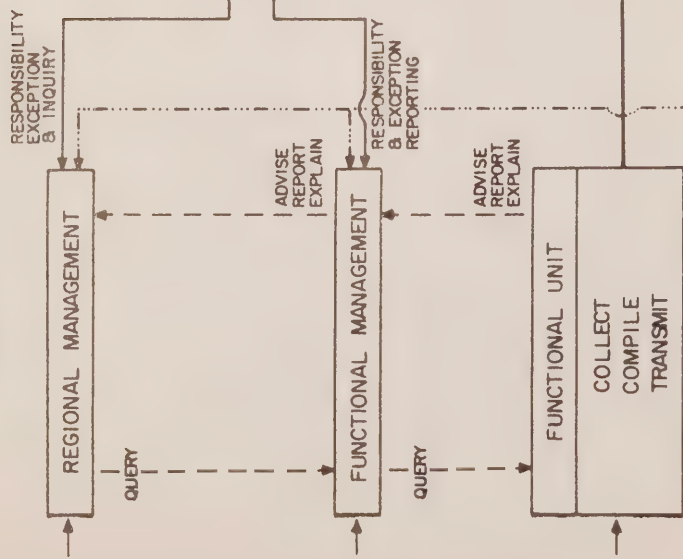 RESPONSIBILITY
EXCEPTION
& INQUIRY
REGIONAL MANAGEMENT
QUERY
ADVISE
REPORT
EXPLAIN
RESPONSIBILITY
& EXCEPTION
REPORTING
FUNCTIONAL MANAGEMENT
QUERY
ADVISE
REPORT
EXPLAIN
FUNCTIONAL UNIT
COLLECT
COMPILE
TRANSMIT